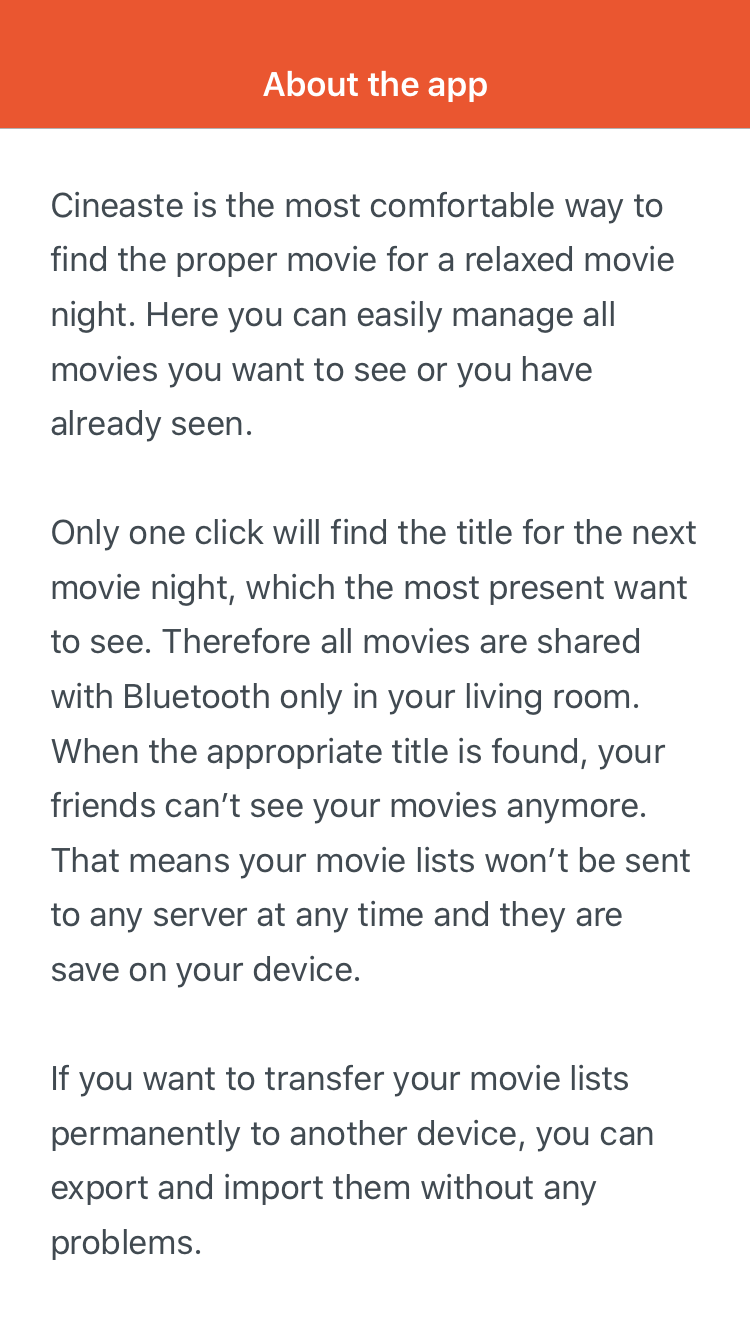 About the app
Cineaste is the most comfortable way to
find the proper movie for a relaxed movie
night. Here you can easily manage all
movies you want to see or you have
already seen.
Only one click will find the title for the next
movie night, which the most present want
to see. Therefore all movies are shared
with Bluetooth only in your living room.
When the appropriate title is found, your
friends can’t see your movies anymore.
That means your movie lists won’t be sent
to any server at any time and they are
save on your device.
If you want to transfer your movie lists
permanently to another device, you can
export and import them without any
problems.